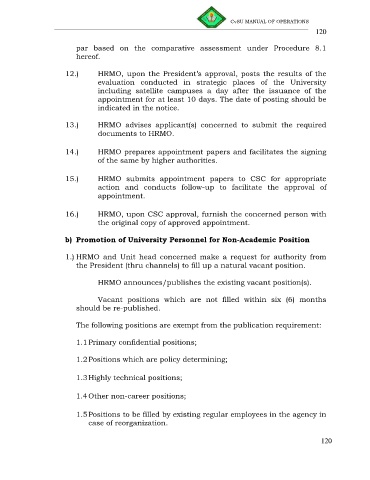 CvSU MANUAL OF OPERATIONS
120
par based on the comparative assessment under Procedure 8.1
hereof.
12.) HRMO, upon the President's approval, posts the results of the
evaluation conducted in strategic places of the University
including satellite campuses a day after the issuance of the
appointment for at least 10 days. The date of posting should be
indicated in the notice.
13.) HRMO advises applicant(s) concerned to submit the required
documents to HRMO.
14.) HRMO prepares appointment papers and facilitates the signing
of the same by higher authorities.
15.) HRMO submits appointment papers to CSC for appropriate
action and conducts follow-up to facilitate the approval of
appointment.
16.) HRMO, upon CSC approval, furnish the concerned person with
the original copy of approved appointment.
b) Promotion of University Personnel for Non-Academic Position
1.) HRMO and Unit head concerned make a request for authority from
the President (thru channels) to fill up a natural vacant position.
HRMO announces/publishes the existing vacant position(s).
Vacant positions which are not filled within six (6) months
should be re-published.
The following positions are exempt from the publication requirement:
1.1 Primary confidential positions;
1.2 Positions which are policy determining;
1.3 Highly technical positions;
1.4 Other non-career positions;
1.5 Positions to be filled by existing regular employees in the agency in
case of reorganization.
120